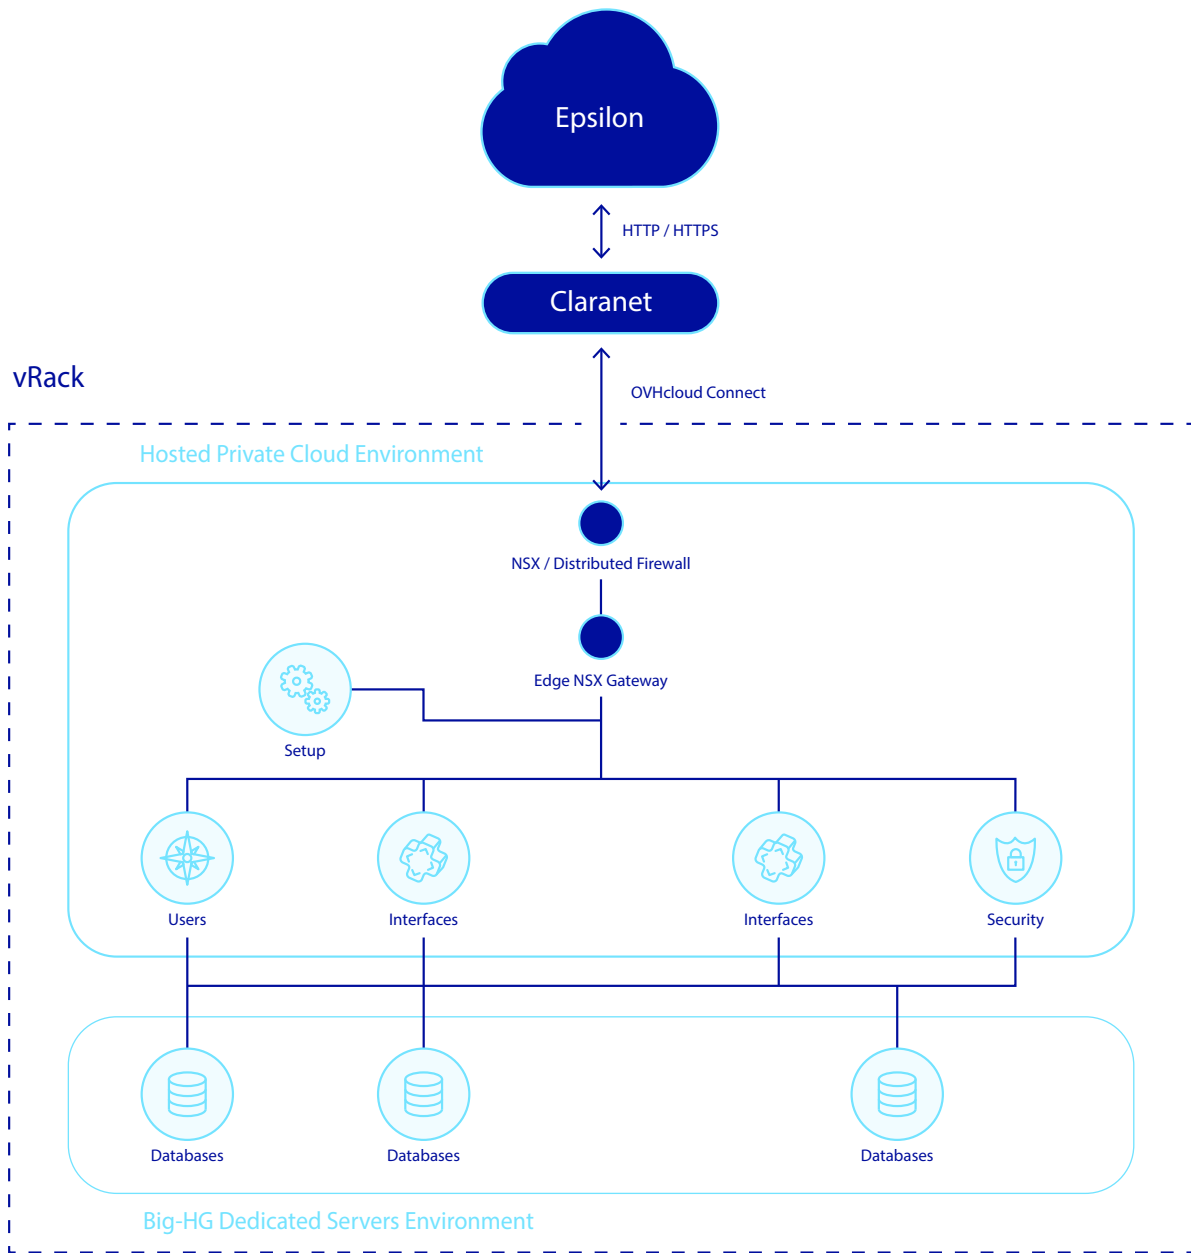 Epsilon
HTTP / HTTPS
Claranet
vRack
OVHcloud Connect
Hosted Private Cloud Environment
NSX / Distributed Firewall
Edge NSX Gateway
Setup
Users
Interfaces
Interfaces
Security
Databases
Databases
Databases
Big-HG Dedicated Servers Environment